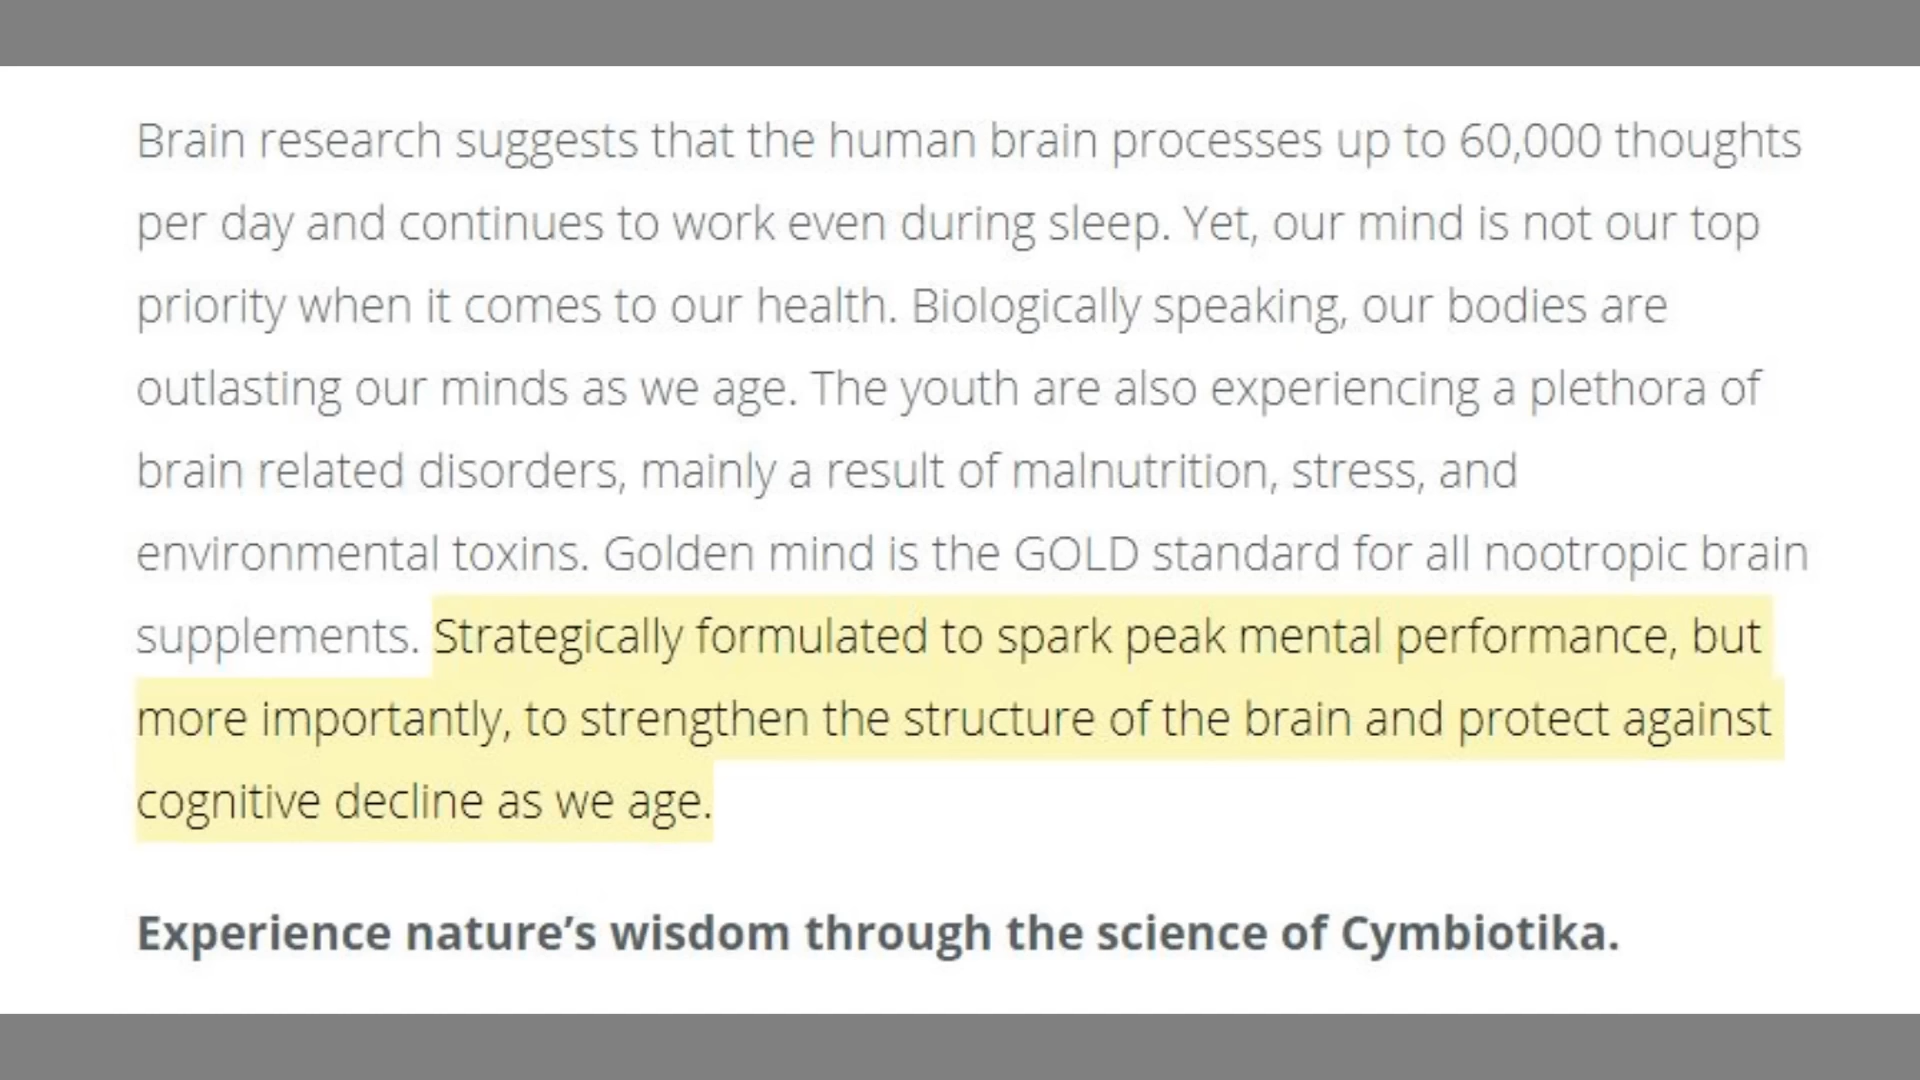 Brain research suggests that the human brain processes up to 60,000 thoughts
per day and continues to work even during sleep. Yet, our mind is not our top
priority when it comes to our health. Biologically speaking, our bodies are
outlasting our minds as we age. The youth are also experiencing a plethora of
brain related disorders, mainly a result of malnutrition, stress, and
environmental toxins. Golden mind is the GOLD standard for all nootropic brain
supplements. Strategically formulated to spark peak mental performance, but
more importantly, to strengthen the structure of the brain and protect against
cognitive decline as we age.
Experience nature’s wisdom through the science of Cymbiotika.